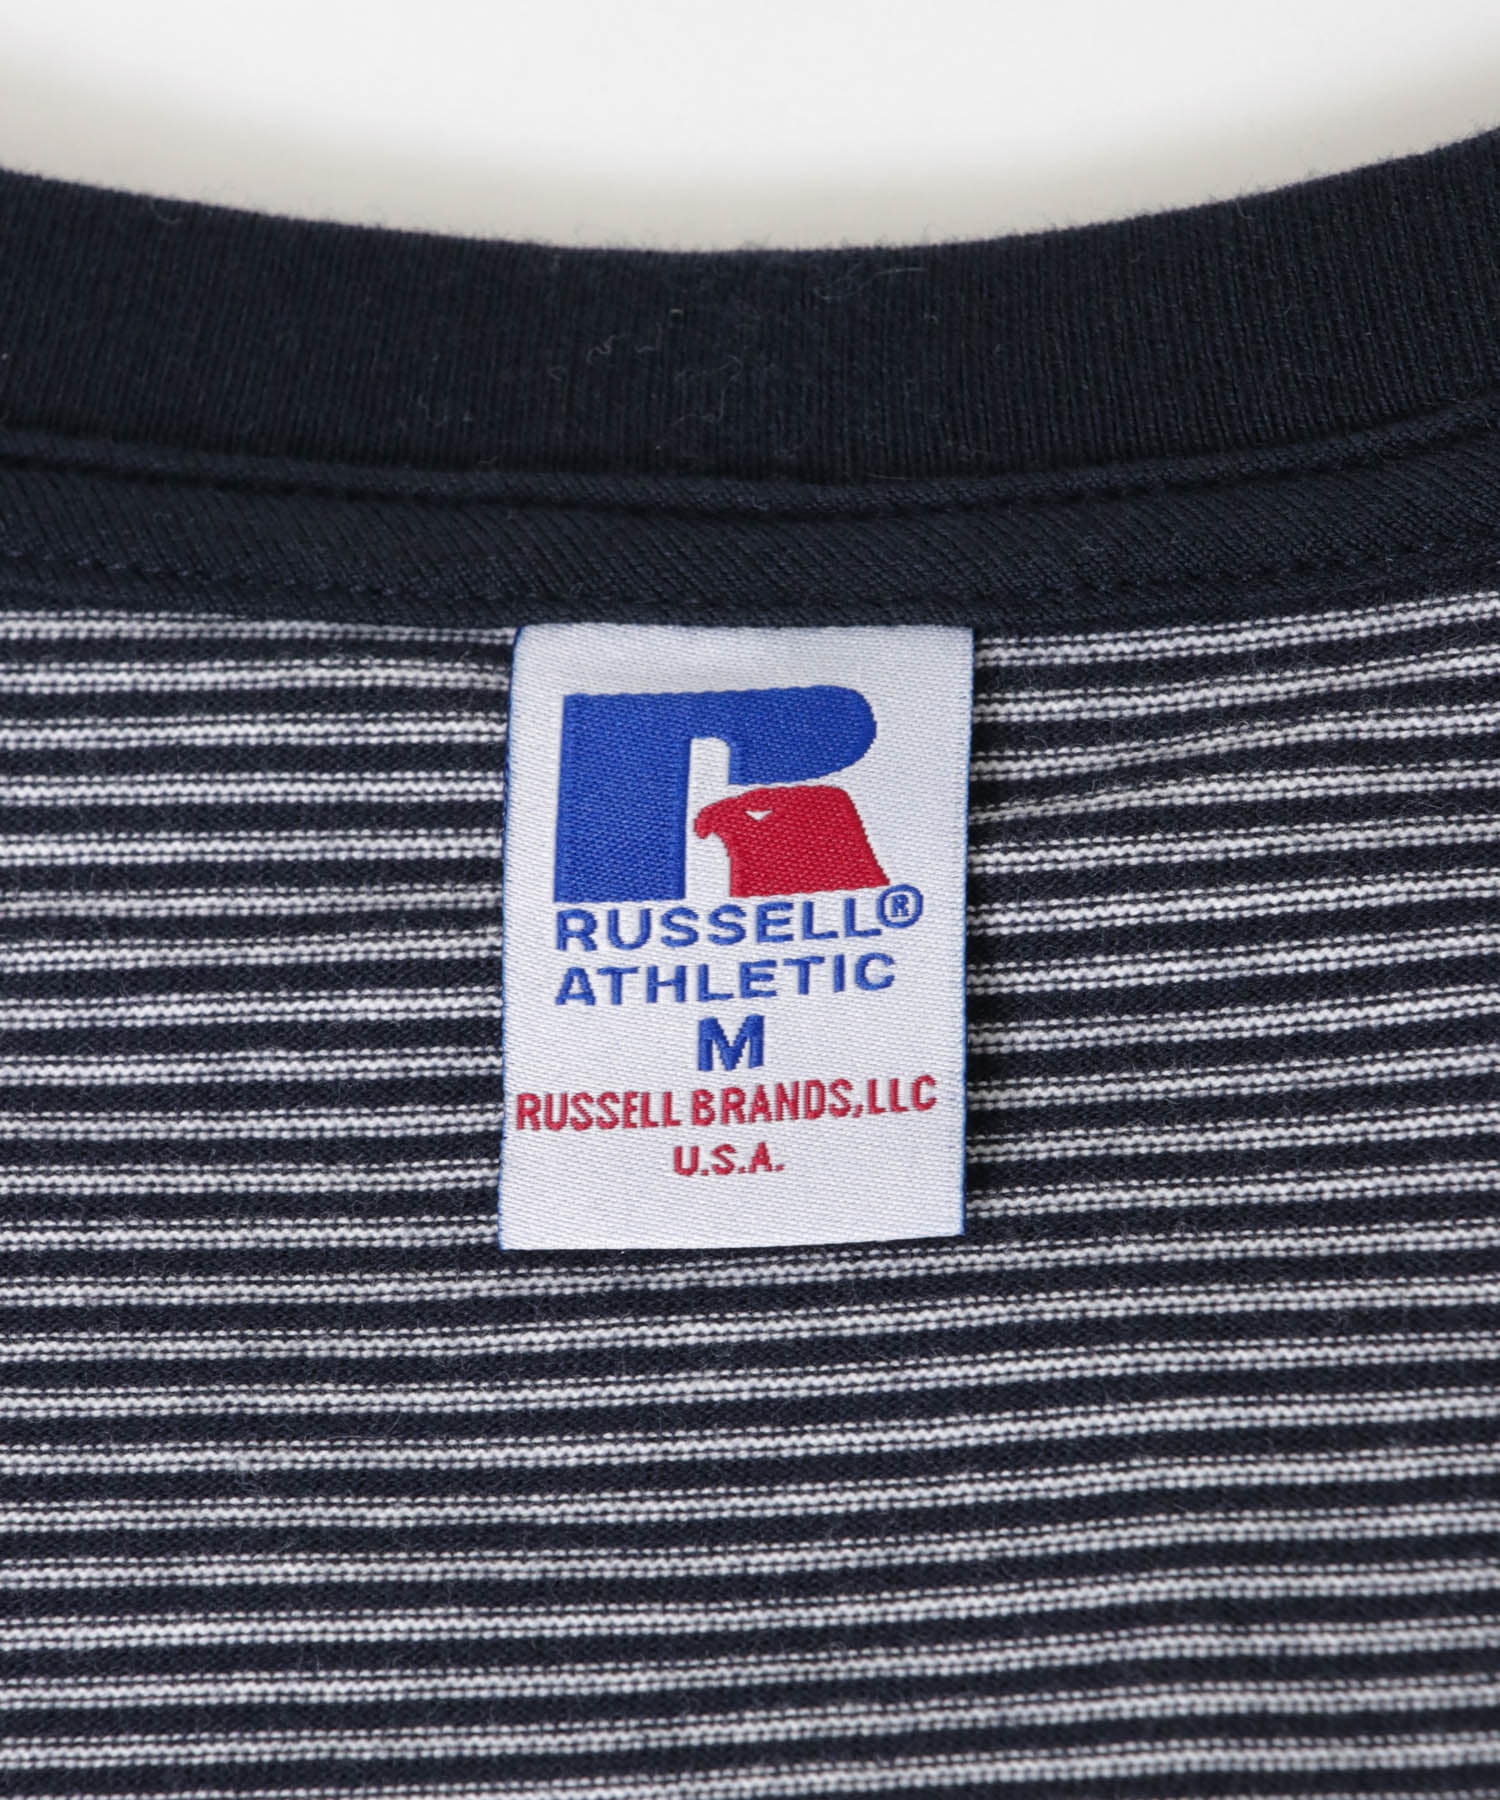 R
RUSSELL®
ATHLETIC
M
RUSSELL BRANDS, LLC
U.S.A.